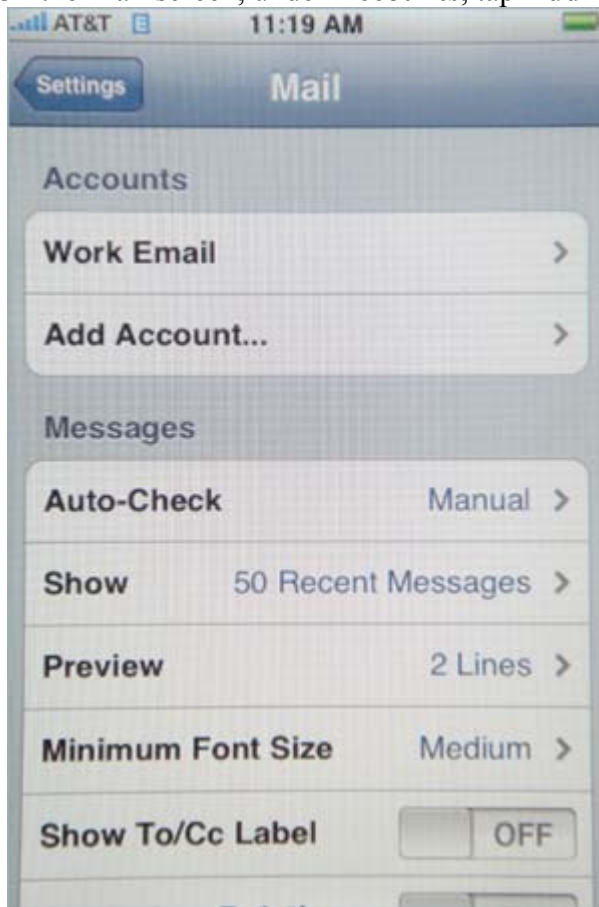 AT&T 11:19 AM
Settings Mail
Accounts
Work Email
Add Account...
Messages
Auto-Check Manual
Show 50 Recent Messages
Preview 2 Lines
Minimum Font Size Medium
Show To/Cc Label OFF